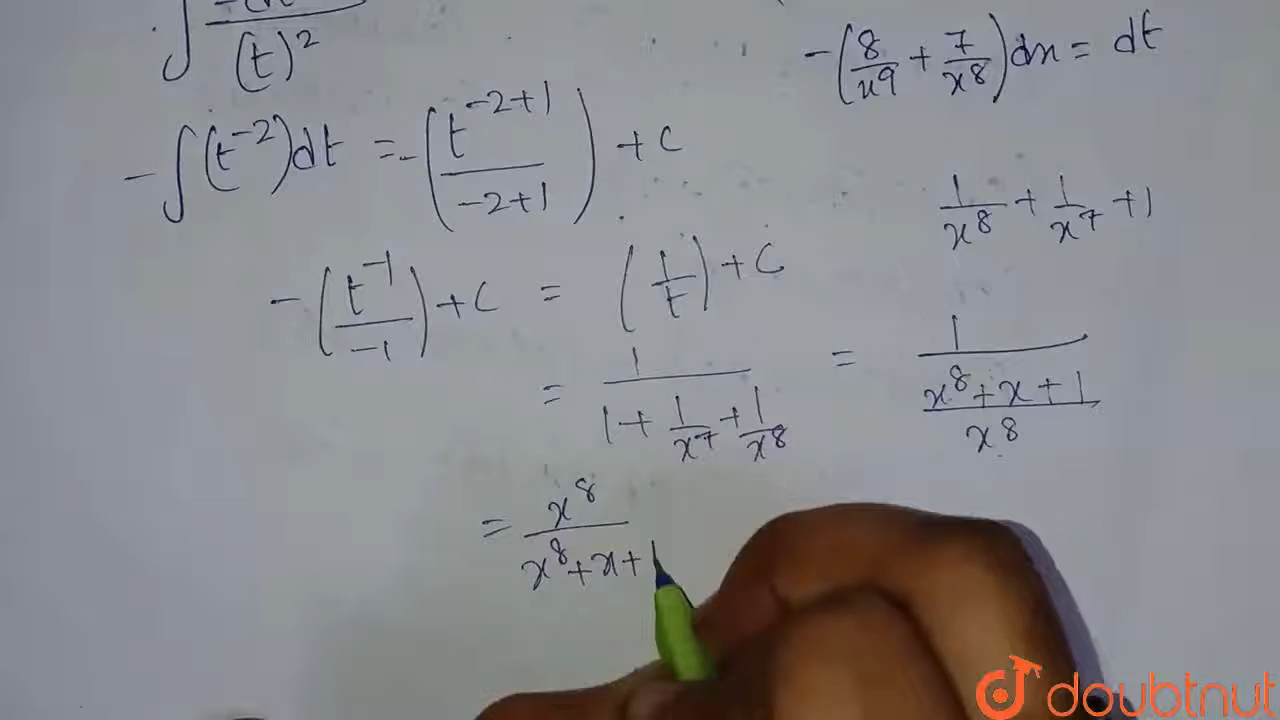 ∫ -dt / (t)²
-(8/x⁹ + 7/x⁸)dx = dt
-∫(t⁻²)dt = -(t⁻²⁺¹ / -2+1) + c
1/x⁸ + 1/x⁷ + 1
-(t⁻¹ / -1) + c = (1/t) + c
= 1 / (1 + 1/x⁷ + 1/x⁸) = 1 / ((x⁸+x+1) / x⁸)
= x⁸ / (x⁸+x+1
doubtnut